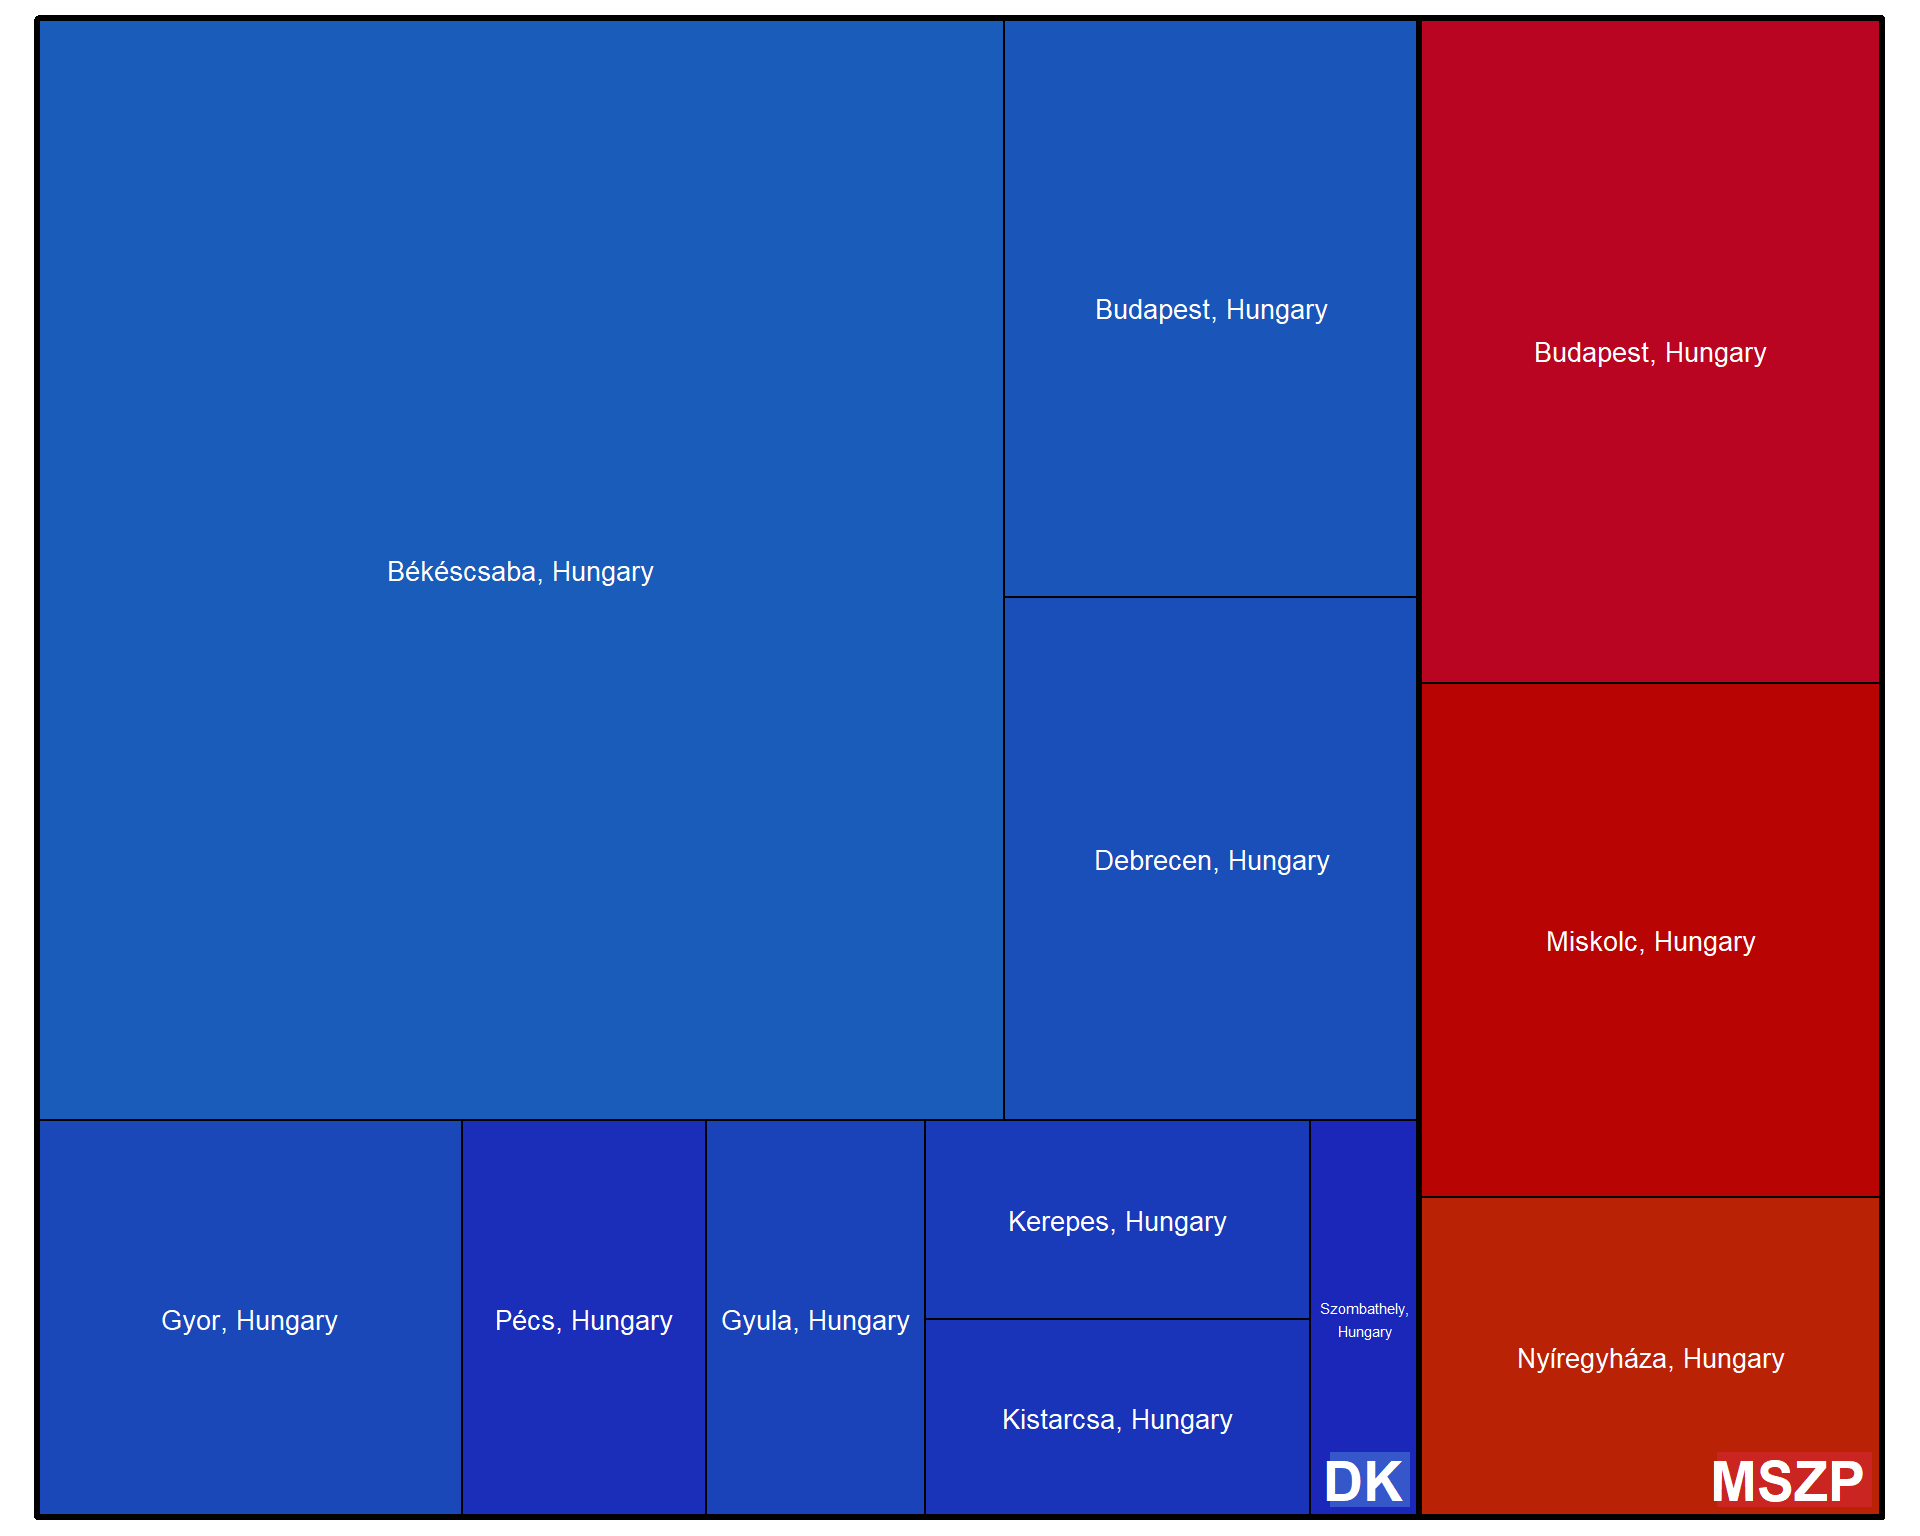 Budapest, Hungary
Budapest, Hungary
Békéscsaba, Hungary
Debrecen, Hungary
Miskolc, Hungary
Kerepes, Hungary
Gyor, Hungary
Pécs, Hungary
Gyula, Hungary
Szombathely,
Hungary
Nyíregyháza, Hungary
Kistarcsa, Hungary
DK
MSZP